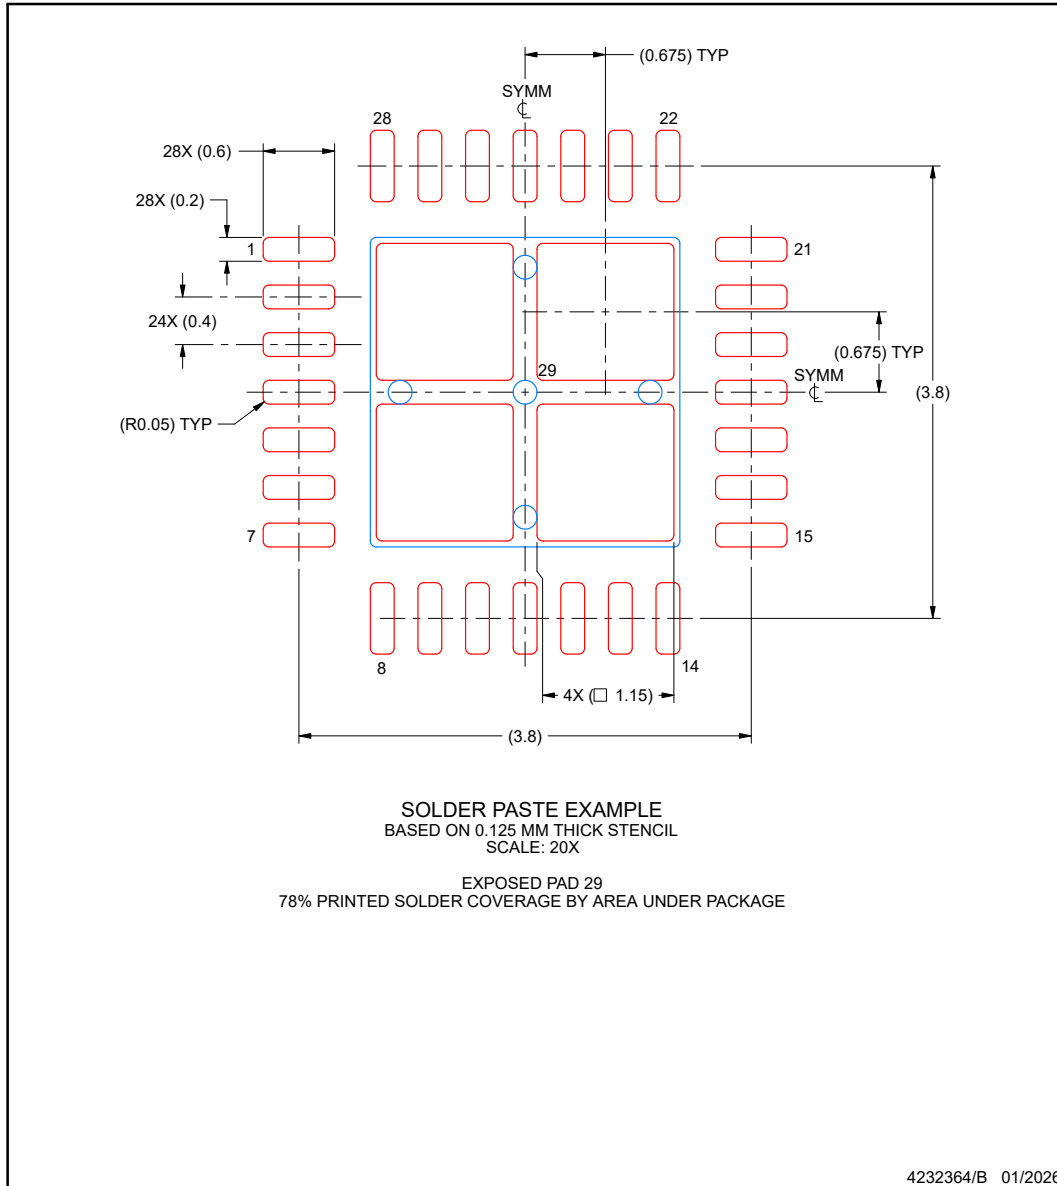 (0.675) TYP
SYMM
28
22
28X (0.6)
28X (0.2)
1
21
24X (0.4)
(0.675) TYP
29
SYMM
(3.8)
(R0.05) TYP
7
15
8
14
4X (□ 1.15)
(3.8)
SOLDER PASTE EXAMPLE
BASED ON 0.125 MM THICK STENCIL
SCALE: 20X
EXPOSED PAD 29
78% PRINTED SOLDER COVERAGE BY AREA UNDER PACKAGE
4232364/B 01/2026